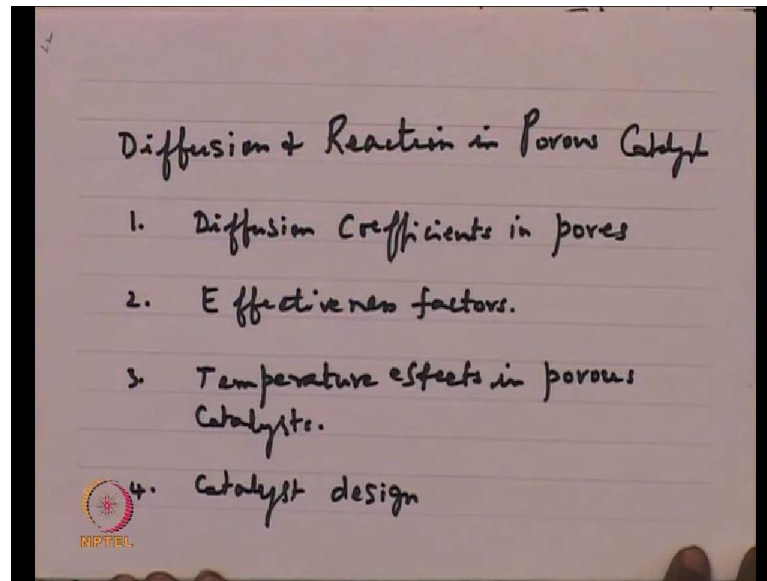 Diffusion & Reaction in Porous Catalyst
1. Diffusion Coefficients in pores
2. Effectiveness factors.
3. Temperature effects in porous
Catalysts.
4. Catalyst design
NPTEL